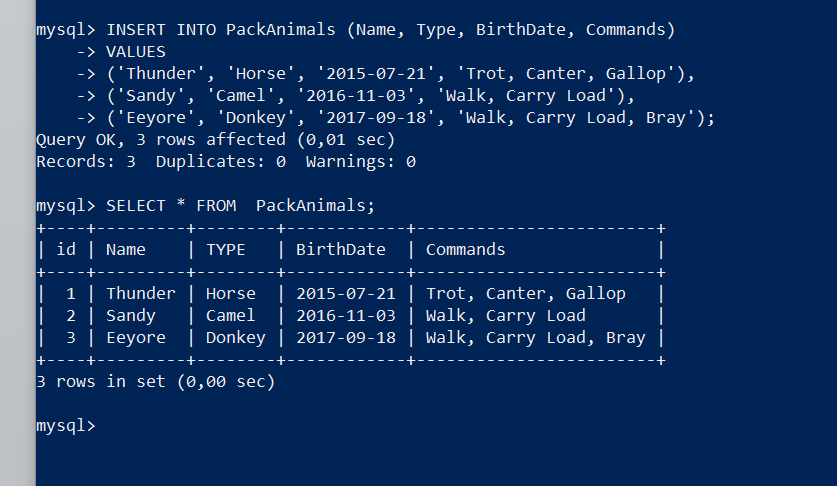 mysql> INSERT INTO PackAnimals (Name, Type, BirthDate, Commands)
    -> VALUES
    -> ('Thunder', 'Horse', '2015-07-21', 'Trot, Canter, Gallop'),
    -> ('Sandy', 'Camel', '2016-11-03', 'Walk, Carry Load'),
    -> ('Eeyore', 'Donkey', '2017-09-18', 'Walk, Carry Load, Bray');
Query OK, 3 rows affected (0,01 sec)
Records: 3  Duplicates: 0  Warnings: 0

mysql> SELECT * FROM  PackAnimals;
+----+---------+--------+------------+------------------------+
| id | Name    | TYPE   | BirthDate  | Commands               |
+----+---------+--------+------------+------------------------+
|  1 | Thunder | Horse  | 2015-07-21 | Trot, Canter, Gallop   |
|  2 | Sandy   | Camel  | 2016-11-03 | Walk, Carry Load       |
|  3 | Eeyore  | Donkey | 2017-09-18 | Walk, Carry Load, Bray |
+----+---------+--------+------------+------------------------+
3 rows in set (0,00 sec)

mysql>